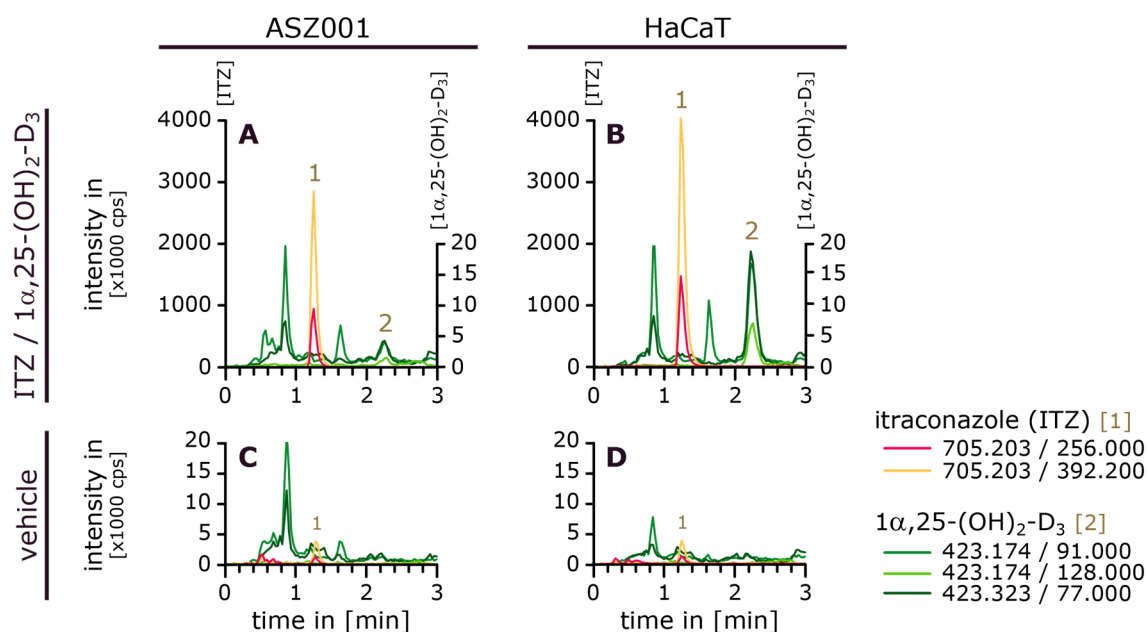 ASZ001
HaCaT
ITZ / 1α,25-(OH)2-D3
intensity in
[x1000 cps]
[ITZ]
[1α,25-(OH)2-D3]
A
1
2
4000
3000
2000
1000
0
20
15
10
5
0
0 1 2 3
[ITZ]
[1α,25-(OH)2-D3]
B
1
2
4000
3000
2000
1000
0
20
15
10
5
0
0 1 2 3
vehicle
intensity in
[x1000 cps]
C
1
20
15
10
5
0
0 1 2 3
time in [min]
D
1
20
15
10
5
0
0 1 2 3
time in [min]
itraconazole (ITZ) [1]
705.203 / 256.000
705.203 / 392.200
1α,25-(OH)2-D3 [2]
423.174 / 91.000
423.174 / 128.000
423.323 / 77.000